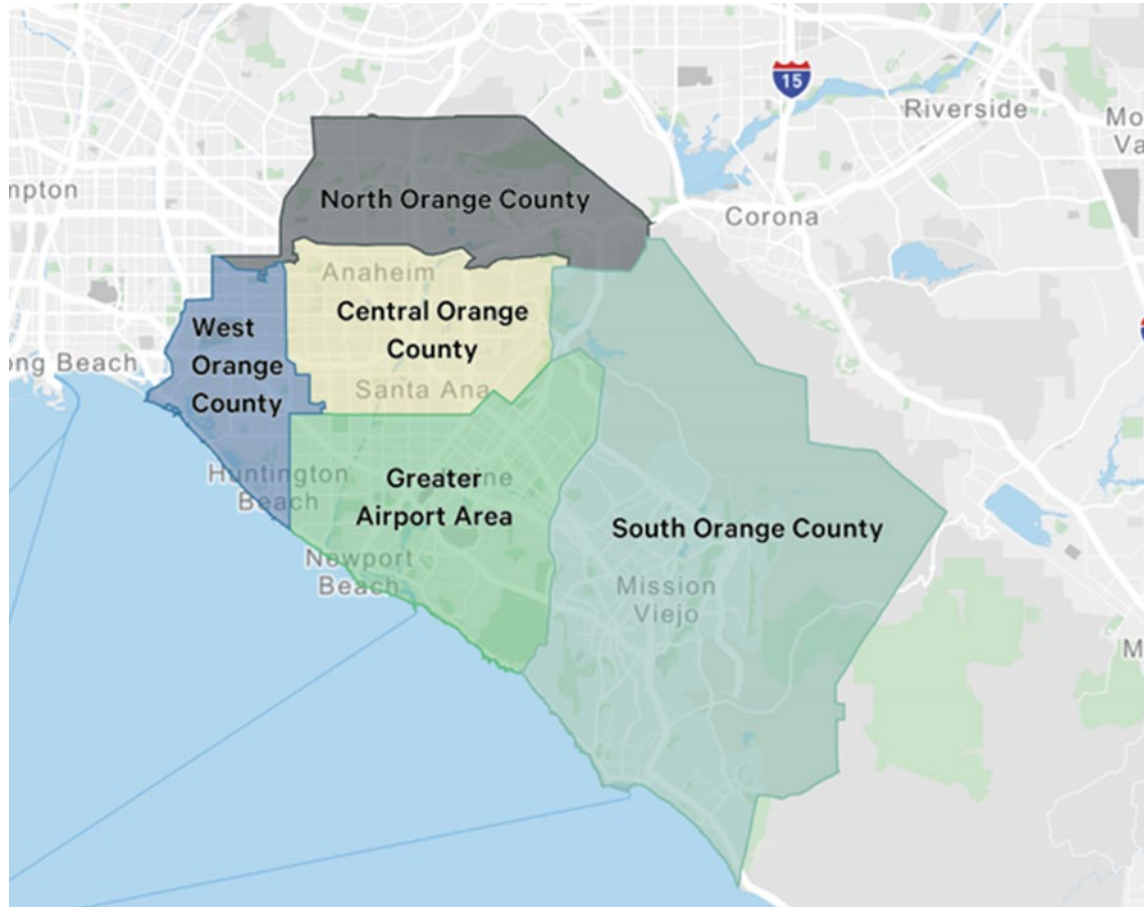 15
Riverside
Mo
Va
mpton
North Orange County
Corona
Anaheim
Central Orange
County
West
Orange
County
ong Beach
Santa Ana
Huntington
Beach
Greater
Airport Area
Newport
Beach
South Orange County
Mission
Viejo
M